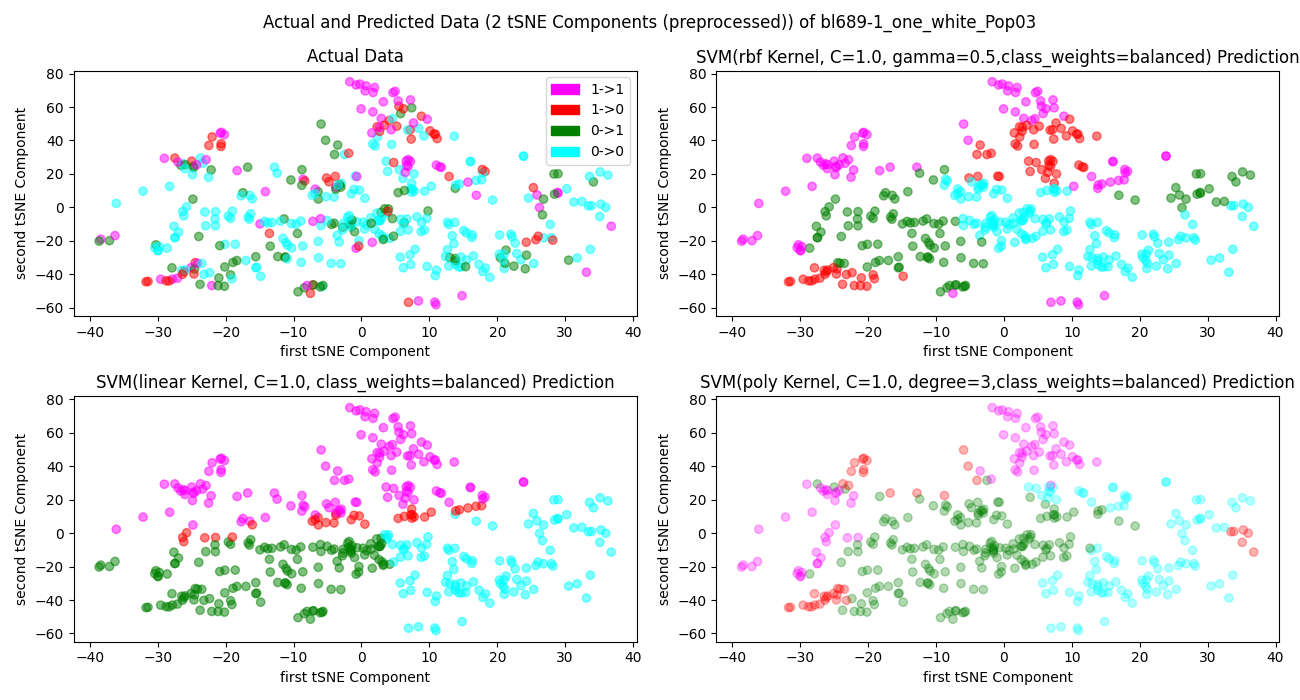 Actual and Predicted Data (2 tSNE Components (preprocessed)) of bl689-1_one_white_Pop03
Actual Data
80
60
40
20
0
−20
−40
−60
second tSNE Component
−40 −30 −20 −10 0 10 20 30 40
first tSNE Component
1->1
1->0
0->1
0->0
SVM(rbf Kernel, C=1.0, gamma=0.5,class_weights=balanced) Prediction
80
60
40
20
0
−20
−40
−60
second tSNE Component
−40 −30 −20 −10 0 10 20 30 40
first tSNE Component
SVM(linear Kernel, C=1.0, class_weights=balanced) Prediction
80
60
40
20
0
−20
−40
−60
second tSNE Component
−40 −30 −20 −10 0 10 20 30 40
first tSNE Component
SVM(poly Kernel, C=1.0, degree=3,class_weights=balanced) Prediction
80
60
40
20
0
−20
−40
−60
second tSNE Component
−40 −30 −20 −10 0 10 20 30 40
first tSNE Component